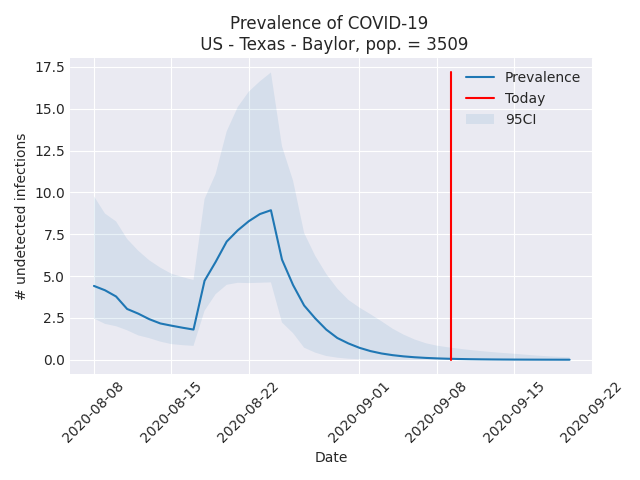 Prevalence of COVID-19
US - Texas - Baylor, pop. = 3509
17.5
15.0
12.5
10.0
7.5
5.0
2.5
0.0
# undetected infections
Prevalence
Today
95CI
2020-08-08
2020-08-15
2020-08-22
2020-09-01
2020-09-08
2020-09-15
2020-09-22
Date